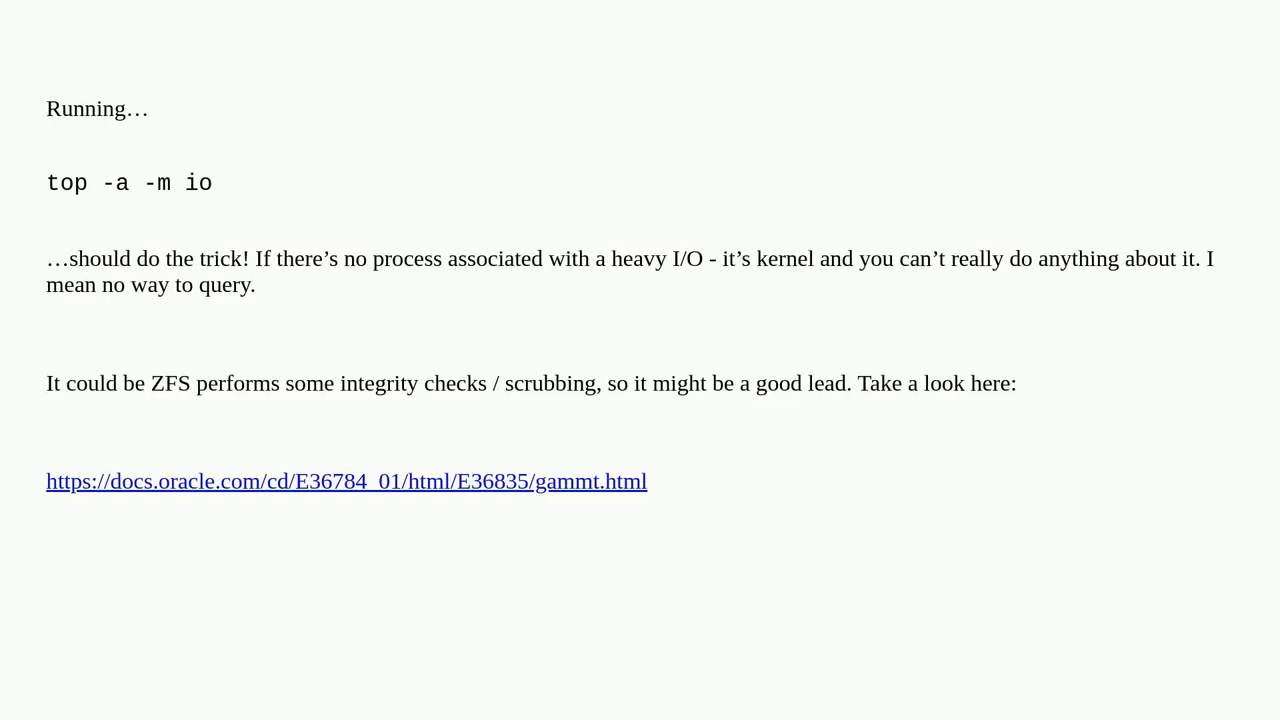 Running…
top -a -m io
…should do the trick! If there’s no process associated with a heavy I/O - it’s kernel and you can’t really do anything about it. I
mean no way to query.
It could be ZFS performs some integrity checks / scrubbing, so it might be a good lead. Take a look here:
https://docs.oracle.com/cd/E36784_01/html/E36835/gammt.html